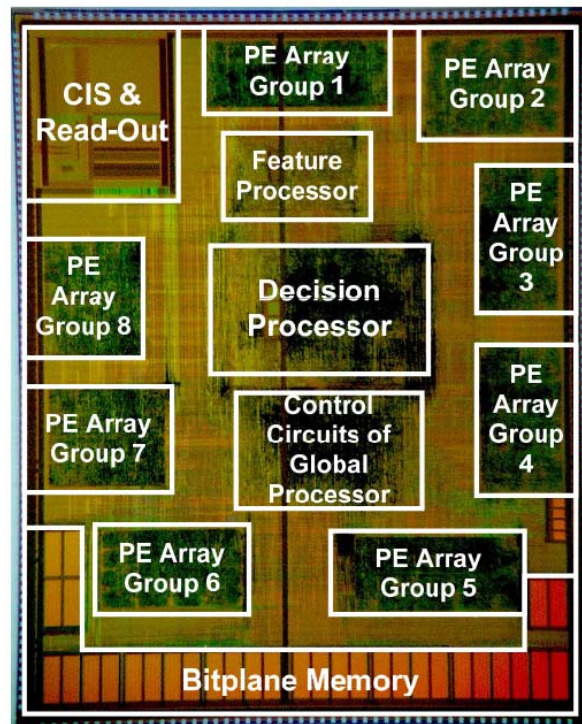 CIS &
Read-Out
PE Array
Group 1
PE Array
Group 2
Feature
Processor
PE
Array
Group
3
PE
Array
Group 8
Decision
Processor
PE
Array
Group
4
PE Array
Group 7
Control
Circuits of
Global
Processor
PE Array
Group 6
PE Array
Group 5
Bitplane Memory